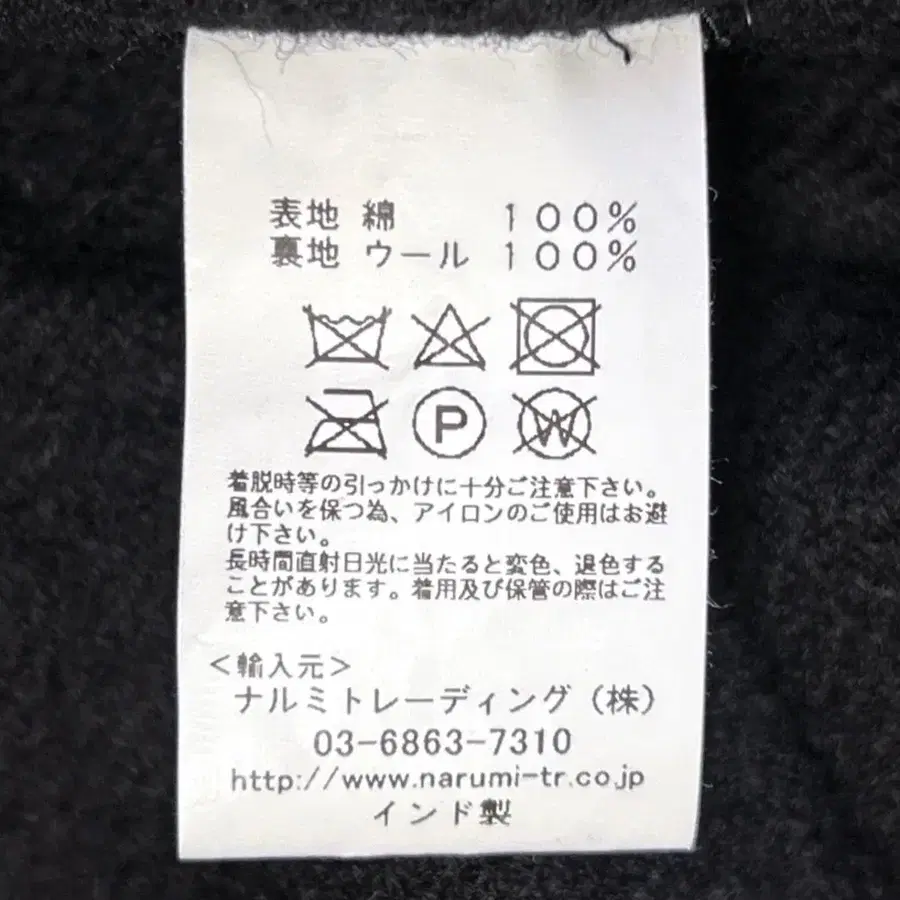 表地 綿 100%
裏地 ウール 100%
P
W
着脱時等の引っかけに十分ご注意下さい。
風合いを保つ為、アイロンのご使用はお避
け下さい。
長時間直射日光に当たると変色、退色する
ことがあります。着用及び保管の際はご注
意下さい。
<輸入元>
ナルミトレーディング(株)
03-6863-7310
http://www.narumi-tr.co.jp
インド製